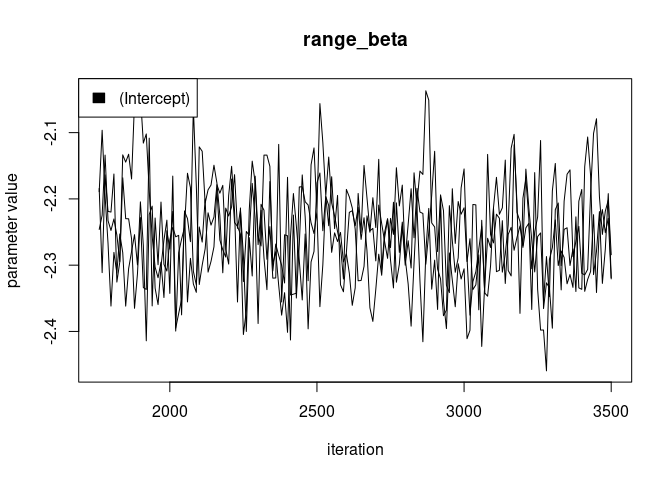 range_beta
(Intercept)
parameter value
-2.1
-2.2
-2.3
-2.4
2000
2500
3000
3500
iteration